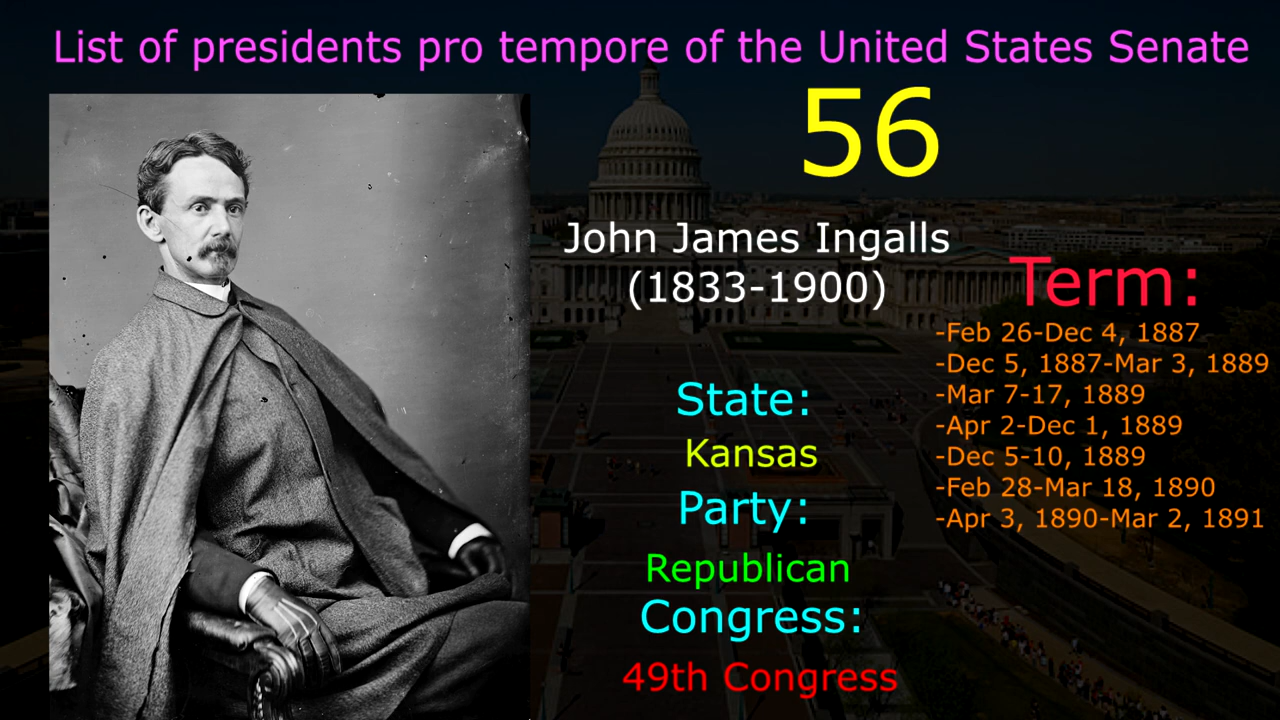 List of presidents pro tempore of the United States Senate
56
John James Ingalls
(1833-1900)
Term:
-Feb 26-Dec 4, 1887
-Dec 5, 1887-Mar 3, 1889
-Mar 7-17, 1889
-Apr 2-Dec 1, 1889
-Dec 5-10, 1889
-Feb 28-Mar 18, 1890
-Apr 3, 1890-Mar 2, 1891
State:
Kansas
Party:
Republican
Congress:
49th Congress